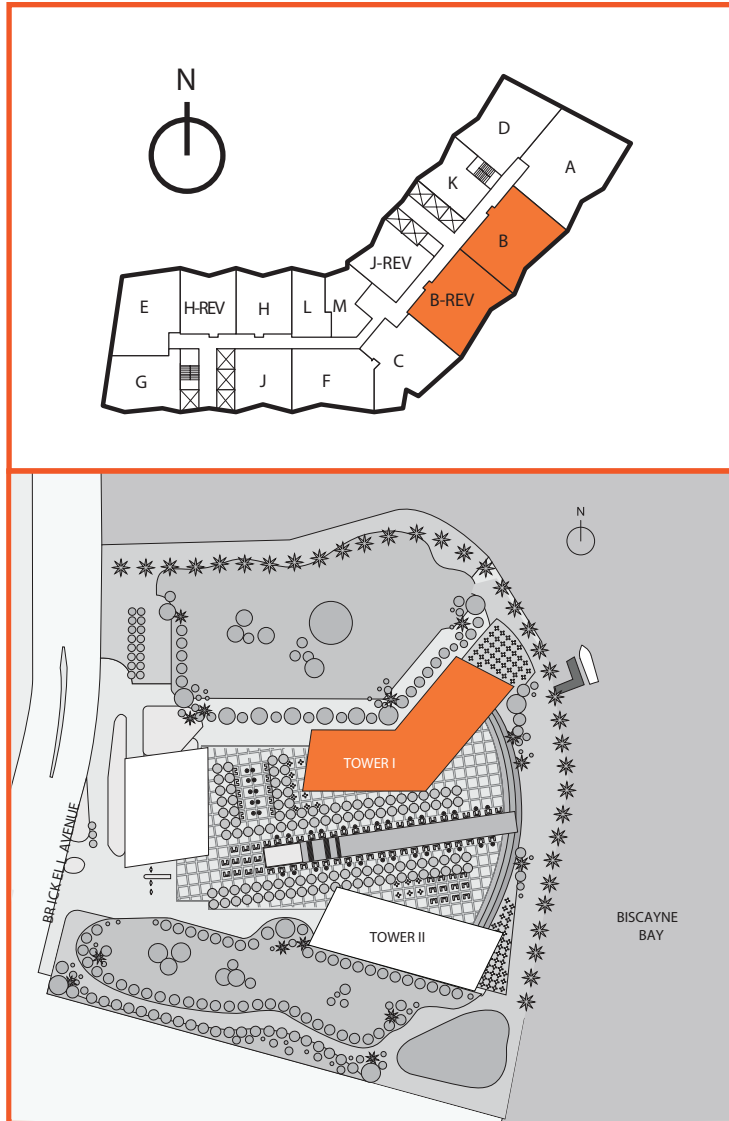 N
D
A
K
B
J-REV
B-REV
E
H-REV
H
L
M
G
J
F
C
N
TOWER I
BRICKELL AVENUE
TOWER II
BISCAYNE
BAY